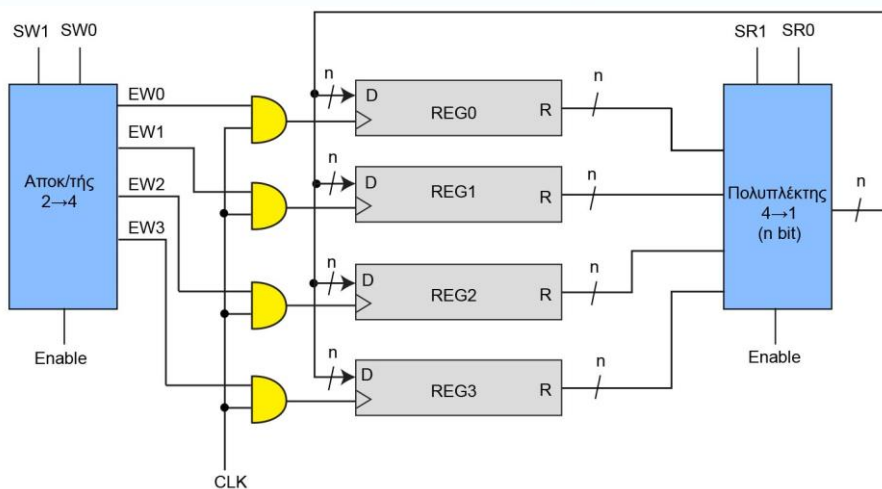 SW1 SW0
SR1 SR0
EW0
n
D
REG0
R
n
EW1
Αποκ/τής
2→4
n
D
REG1
R
n
Πολυπλέκτης
4→1
(n bit)
n
EW2
EW3
n
D
REG2
R
n
Enable
n
D
REG3
R
n
Enable
CLK